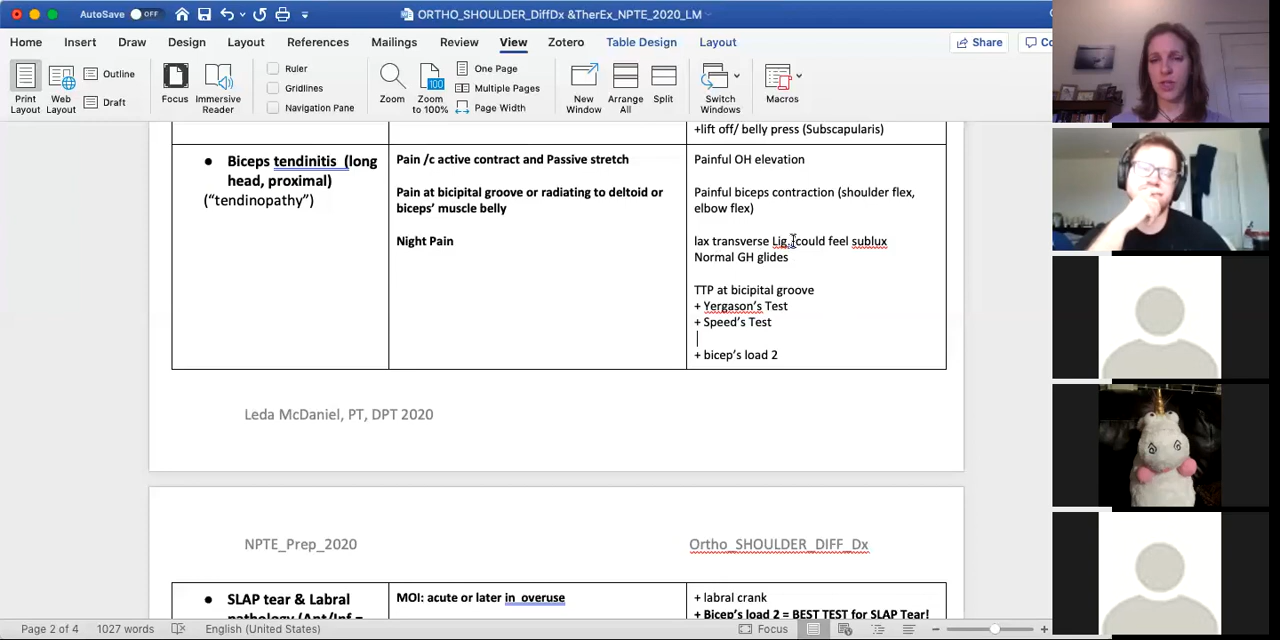 AutoSave OFF
ORTHO_SHOULDER_DiffDx &TherEx_NPTE_2020_LM
Home Insert Draw Design Layout References Mailings Review View Zotero Table Design Layout
Share Co
Print Layout
Web Layout
Outline
Draft
Focus
Immersive Reader
Ruler
Gridlines
Navigation Pane
Zoom
100
Zoom to 100%
One Page
Multiple Pages
Page Width
New Window
Arrange All
Split
Switch Windows
Macros
+lift off/ belly press (Subscapularis)
● Biceps tendinitis (long
head, proximal)
(“tendinopathy”)
Pain /c active contract and Passive stretch
Pain at bicipital groove or radiating to deltoid or
biceps’ muscle belly
Night Pain
Painful OH elevation
Painful biceps contraction (shoulder flex,
elbow flex)
lax transverse Lig. could feel sublux
Normal GH glides
TTP at bicipital groove
+ Yergason’s Test
+ Speed’s Test
+ bicep’s load 2
Leda McDaniel, PT, DPT 2020
NPTE_Prep_2020
Ortho_SHOULDER_DIFF_Dx
● SLAP tear & Labral
pathology (Ant/Inf =
MOI: acute or later in overuse
+ labral crank
+ Bicep’s load 2 = BEST TEST for SLAP Tear!
Page 2 of 4 1027 words English (United States) Focus